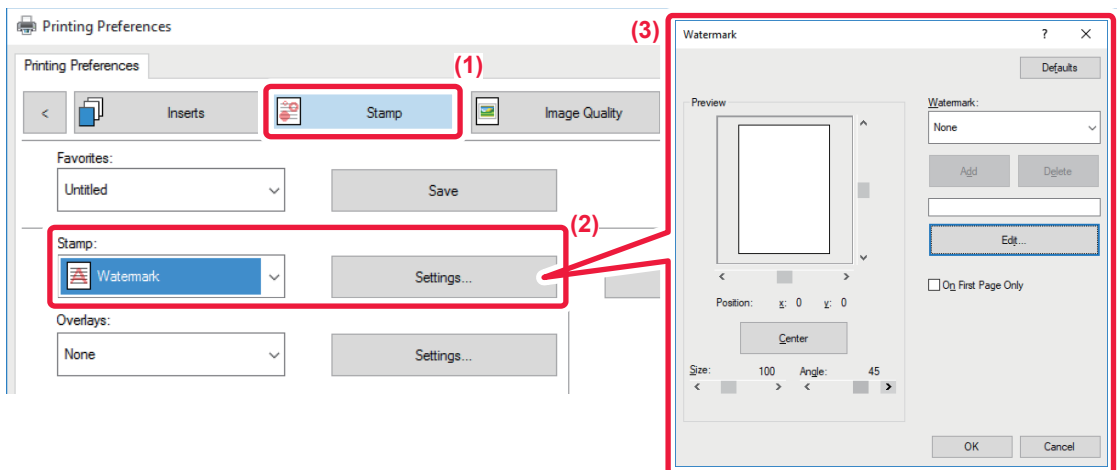 Printing Preferences
Printing Preferences
(1)
< Inserts Stamp Image Quality
Favorites:
Untitled Save
(2)
Stamp:
Watermark Settings...
Overlays:
None Settings...
(3)
Watermark ? ×
Defaults
Preview
Watermark:
None
Add Delete
Edit...
On First Page Only
Position: x: 0 y: 0
Center
Size: 100 Angle: 45
OK Cancel